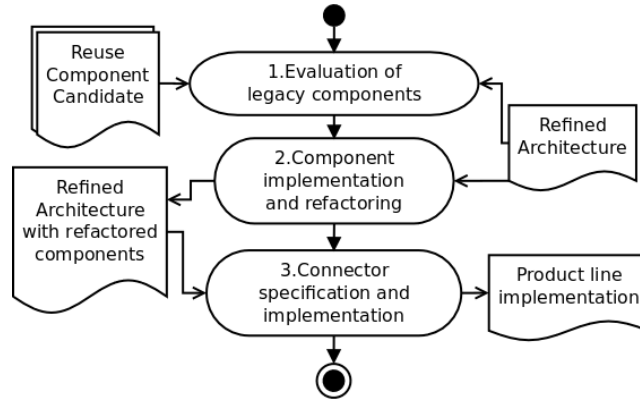 Reuse
Component
Candidate
1.Evaluation of
legacy components
Refined
Architecture
2.Component
implementation
and refactoring
Refined
Architecture
with refactored
components
3.Connector
specification and
implementation
Product line
implementation